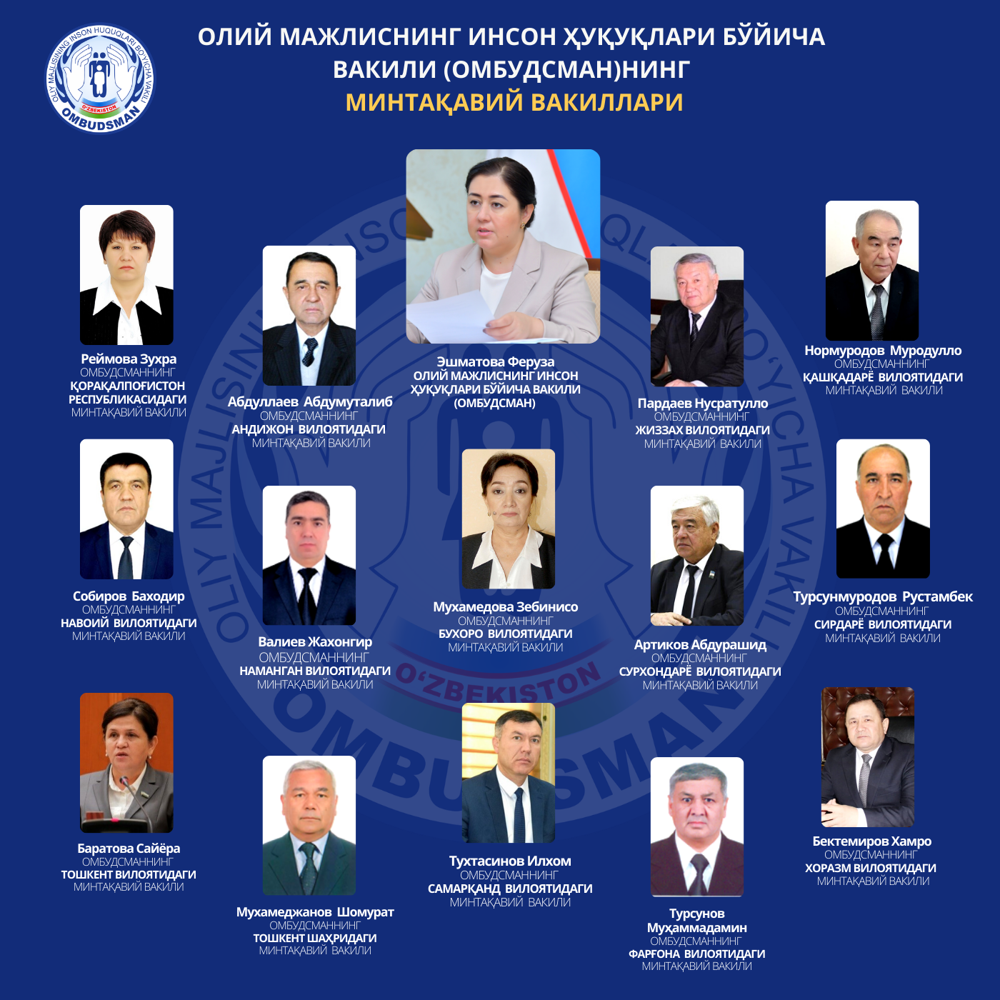 OLIY MAJLISINING INSON HUQUQLARI BO'YICHA VAKILI
O'ZBEKISTON
OMBUDSMAN
ОЛИЙ МАЖЛИСНИНГ ИНСОН ҲУҚУҚЛАРИ БЎЙИЧА
ВАКИЛИ (ОМБУДСМАН)НИНГ
МИНТАҚАВИЙ ВАКИЛЛАРИ
Эшматова Феруза
ОЛИЙ МАЖЛИСНИНГ ИНСОН
ҲУҚУҚЛАРИ БЎЙИЧА ВАКИЛИ
(ОМБУДСМАН)
Реймова Зухра
ОМБУДСМАННИНГ
ҚОРАҚАЛПОҒИСТОН
РЕСПУБЛИКАСИДАГИ
МИНТАҚАВИЙ ВАКИЛИ
Абдуллаев Абдумуталиб
ОМБУДСМАННИНГ
АНДИЖОН ВИЛОЯТИДАГИ
МИНТАҚАВИЙ ВАКИЛИ
Пардаев Нусратулло
ОМБУДСМАННИНГ
ЖИЗЗАХ ВИЛОЯТИДАГИ
МИНТАҚАВИЙ ВАКИЛИ
Нормуродов Муродулло
ОМБУДСМАННИНГ
ҚАШҚАДАРЁ ВИЛОЯТИДАГИ
МИНТАҚАВИЙ ВАКИЛИ
Собиров Баходир
ОМБУДСМАННИНГ
НАВОИЙ ВИЛОЯТИДАГИ
МИНТАҚАВИЙ ВАКИЛИ
Валиев Жахонгир
ОМБУДСМАННИНГ
НАМАНГАН ВИЛОЯТИДАГИ
МИНТАҚАВИЙ ВАКИЛИ
Мухамедова Зебинисо
ОМБУДСМАННИНГ
БУХОРО ВИЛОЯТИДАГИ
МИНТАҚАВИЙ ВАКИЛИ
Артиков Абдурашид
ОМБУДСМАННИНГ
СУРХОНДАРЁ ВИЛОЯТИДАГИ
МИНТАҚАВИЙ ВАКИЛИ
Турсунмуродов Рустамбек
ОМБУДСМАННИНГ
СИРДАРЁ ВИЛОЯТИДАГИ
МИНТАҚАВИЙ ВАКИЛИ
Баратова Сайёра
ОМБУДСМАННИНГ
ТОШКЕНТ ВИЛОЯТИДАГИ
МИНТАҚАВИЙ ВАКИЛИ
Мухамеджанов Шомурат
ОМБУДСМАННИНГ
ТОШКЕНТ ШАҲРИДАГИ
МИНТАҚАВИЙ ВАКИЛИ
Тухтасинов Илхом
ОМБУДСМАННИНГ
САМАРҚАНД ВИЛОЯТИДАГИ
МИНТАҚАВИЙ ВАКИЛИ
Турсунов
Муҳаммадамин
ОМБУДСМАННИНГ
ФАРҒОНА ВИЛОЯТИДАГИ
МИНТАҚАВИЙ ВАКИЛИ
Бектемиров Хамро
ОМБУДСМАННИНГ
ХОРАЗМ ВИЛОЯТИДАГИ
МИНТАҚАВИЙ ВАКИЛИ